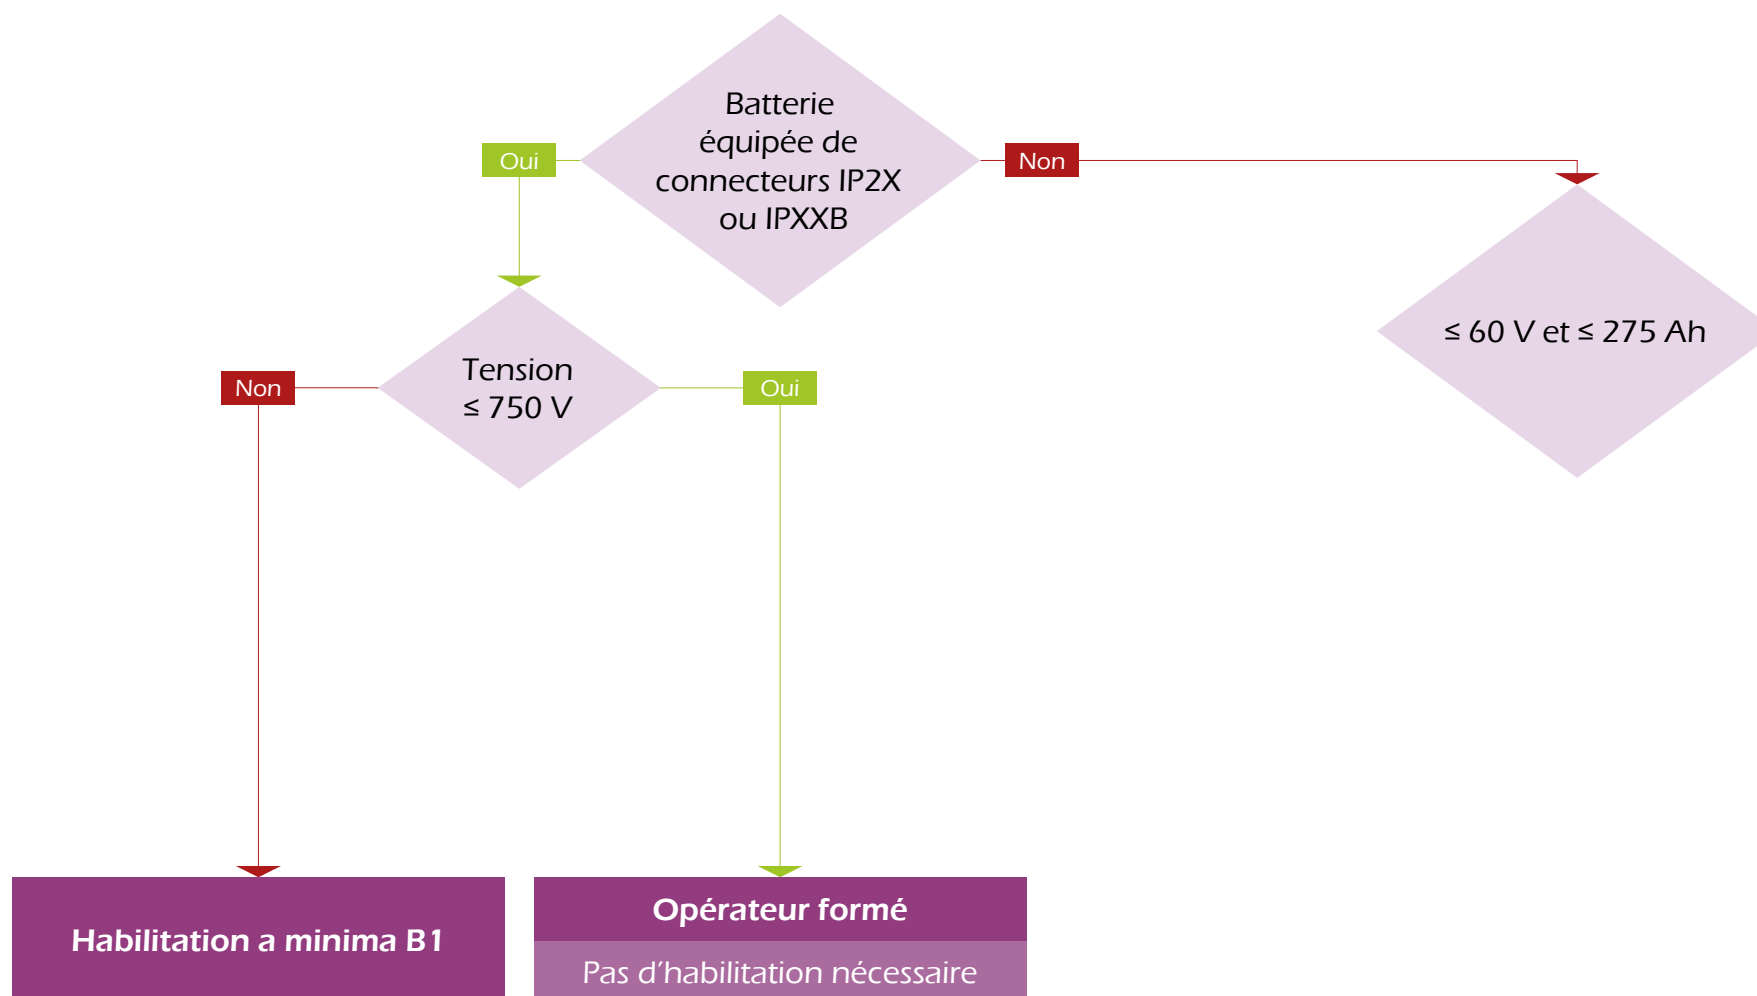 Batterie
équipée de
connecteurs IP2X
ou IPXXB
Oui
Non
≤ 60 V et ≤ 275 Ah
Tension
≤ 750 V
Non
Oui
Habilitation a minima B1
Opérateur formé
Pas d’habilitation nécessaire